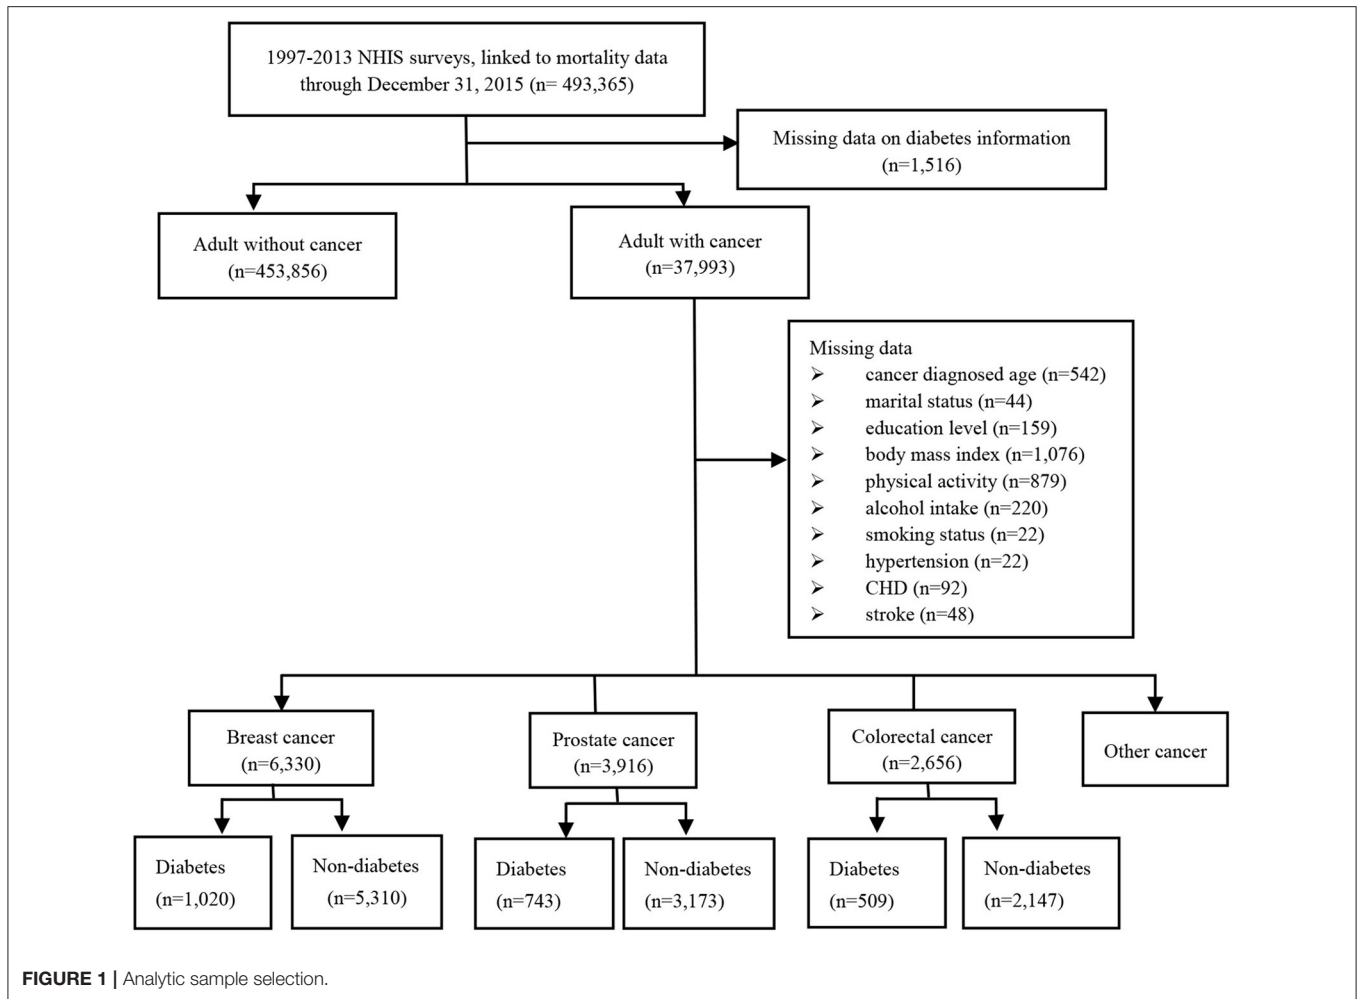 1997-2013 NHIS surveys, linked to mortality data
through December 31, 2015 (n= 493,365)
Missing data on diabetes information
(n=1,516)
Adult without cancer
(n=453,856)
Adult with cancer
(n=37,993)
Missing data
➢ cancer diagnosed age (n=542)
➢ marital status (n=44)
➢ education level (n=159)
➢ body mass index (n=1,076)
➢ physical activity (n=879)
➢ alcohol intake (n=220)
➢ smoking status (n=22)
➢ hypertension (n=22)
➢ CHD (n=92)
➢ stroke (n=48)
Breast cancer
(n=6,330)
Prostate cancer
(n=3,916)
Colorectal cancer
(n=2,656)
Other cancer
Diabetes
(n=1,020)
Non-diabetes
(n=5,310)
Diabetes
(n=743)
Non-diabetes
(n=3,173)
Diabetes
(n=509)
Non-diabetes
(n=2,147)
FIGURE 1 | Analytic sample selection.